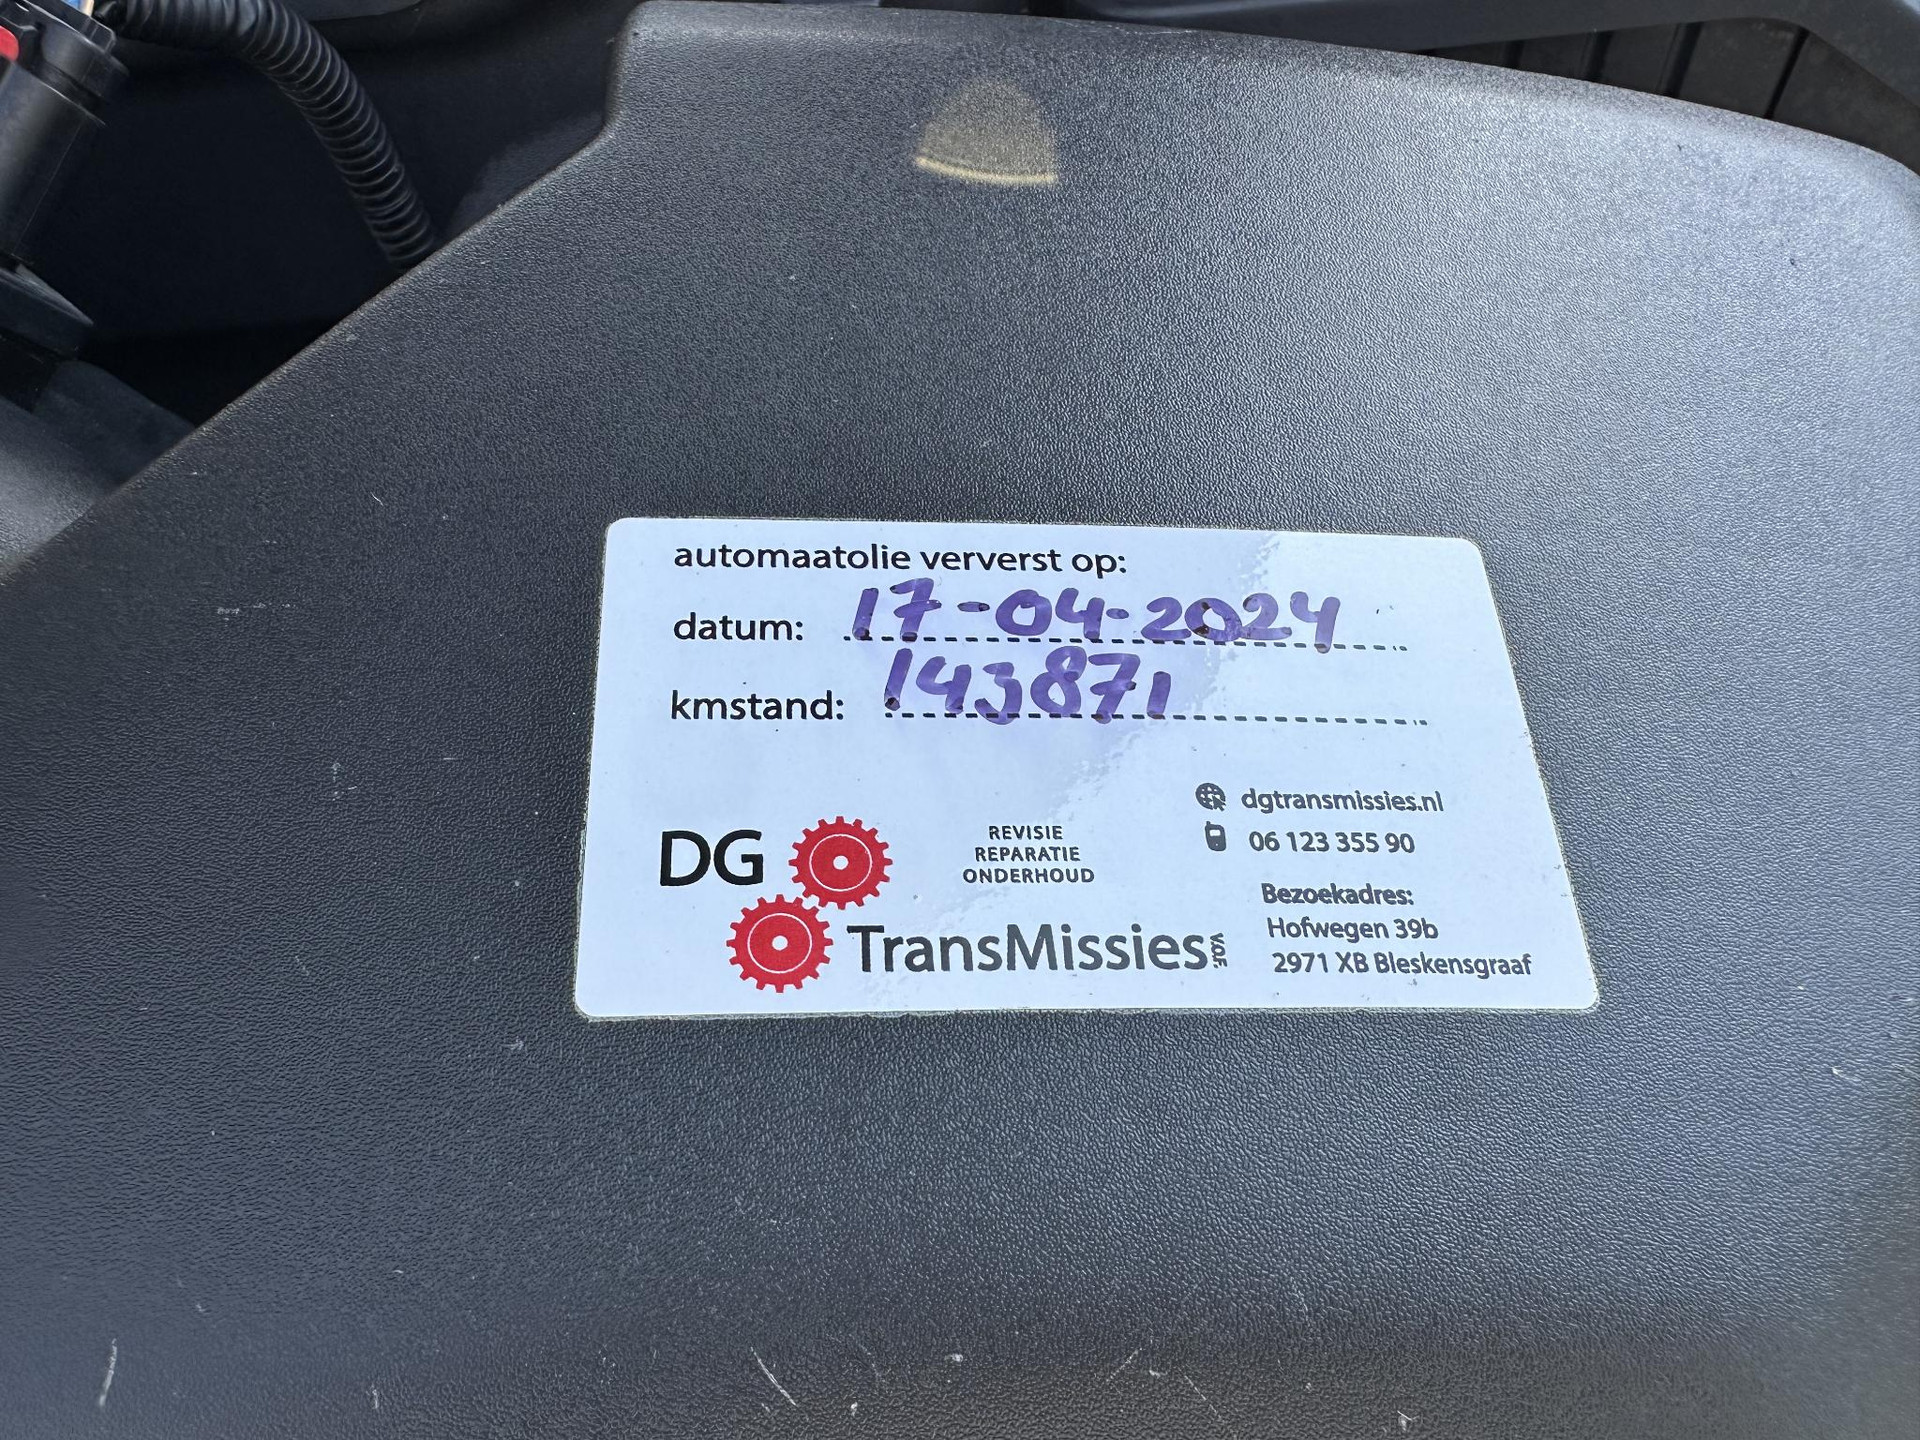 automaatolie ververst op:
datum: 17-04-2024
kmstand: 143871
DG
TransMissies V.O.F.
REVISIE
REPARATIE
ONDERHOUD
dgtransmissies.nl
06 123 355 90
Bezoekadres:
Hofwegen 39b
2971 XB Bleskensgraaf